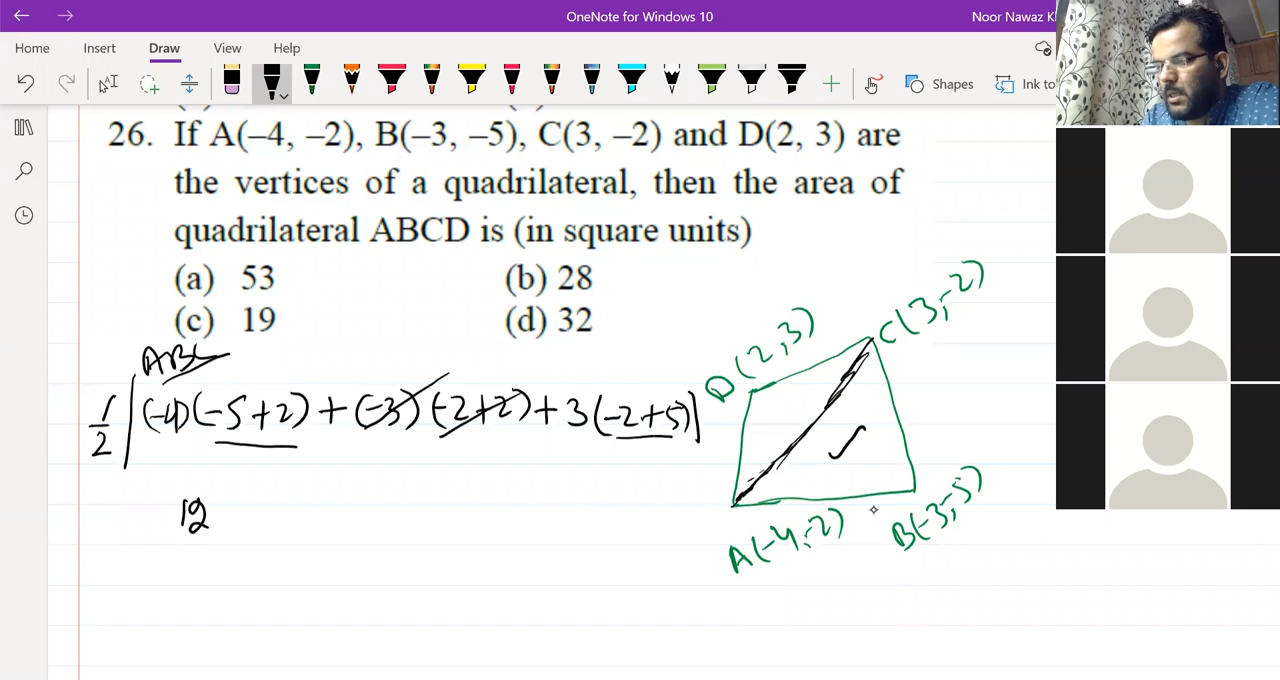 OneNote for Windows 10
Noor Nawaz Kh
Home Insert Draw View Help
Shapes
Ink to
26. If A(–4, –2), B(–3, –5), C(3, –2) and D(2, 3) are
the vertices of a quadrilateral, then the area of
quadrilateral ABCD is (in square units)
(a) 53 (b) 28
(c) 19 (d) 32
ABC
1/2 |(-4)(-5+2) + (-3)(-2+2) + 3(-2+5)|
12
D(2,3)
C(3,-2)
A(-4,-2)
B(-3,-5)